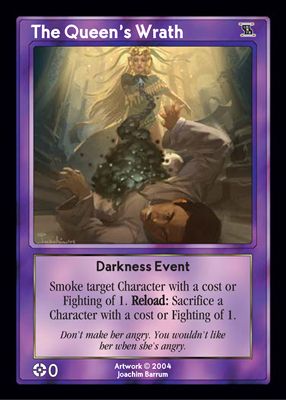 The Queen's Wrath
Darkness Event
Smoke target Character with a cost or
Fighting of 1. Reload: Sacrifice a
Character with a cost or Fighting of 1.
Don't make her angry. You wouldn't like
her when she's angry.
0
Artwork © 2004
Joachim Barrum